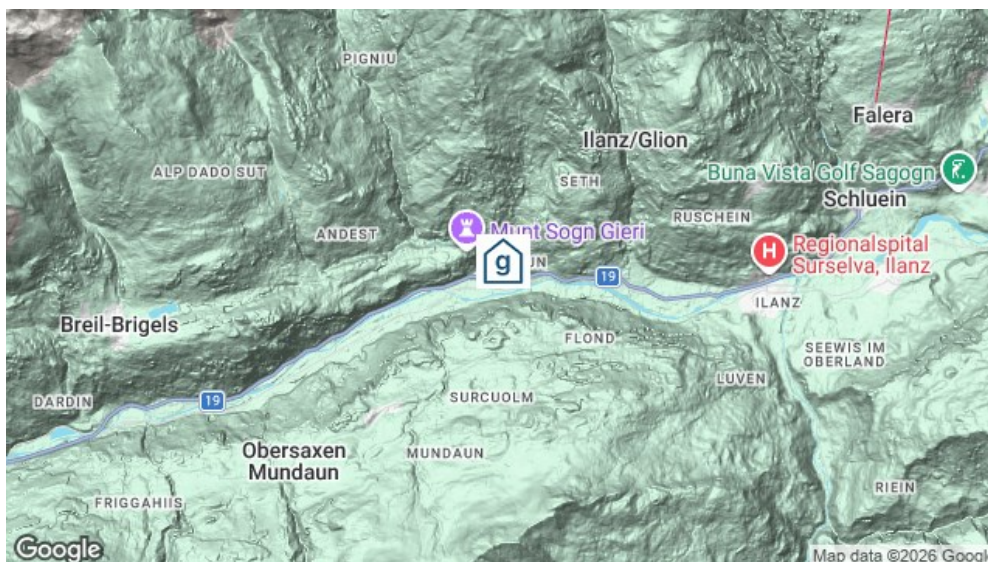 PIGNIU
Falera
Ilanz/Glion
ALP DADO SUT
Buna Vista Golf Sagogn
SETH
Schluein
RUSCHEIN
ANDEST
Munt Sogn Gieri
H
Regionalspital
Surselva, Ilanz
g
UN
19
ILANZ
Breil-Brigels
FLOND
SEEWIS IM
OBERLAND
LUVEN
DARDIN
19
SURCUOLM
Obersaxen
Mundaun
MUNDAUN
RIEIN
FRIGGAHIIS
Google
Map data ©2026 Google